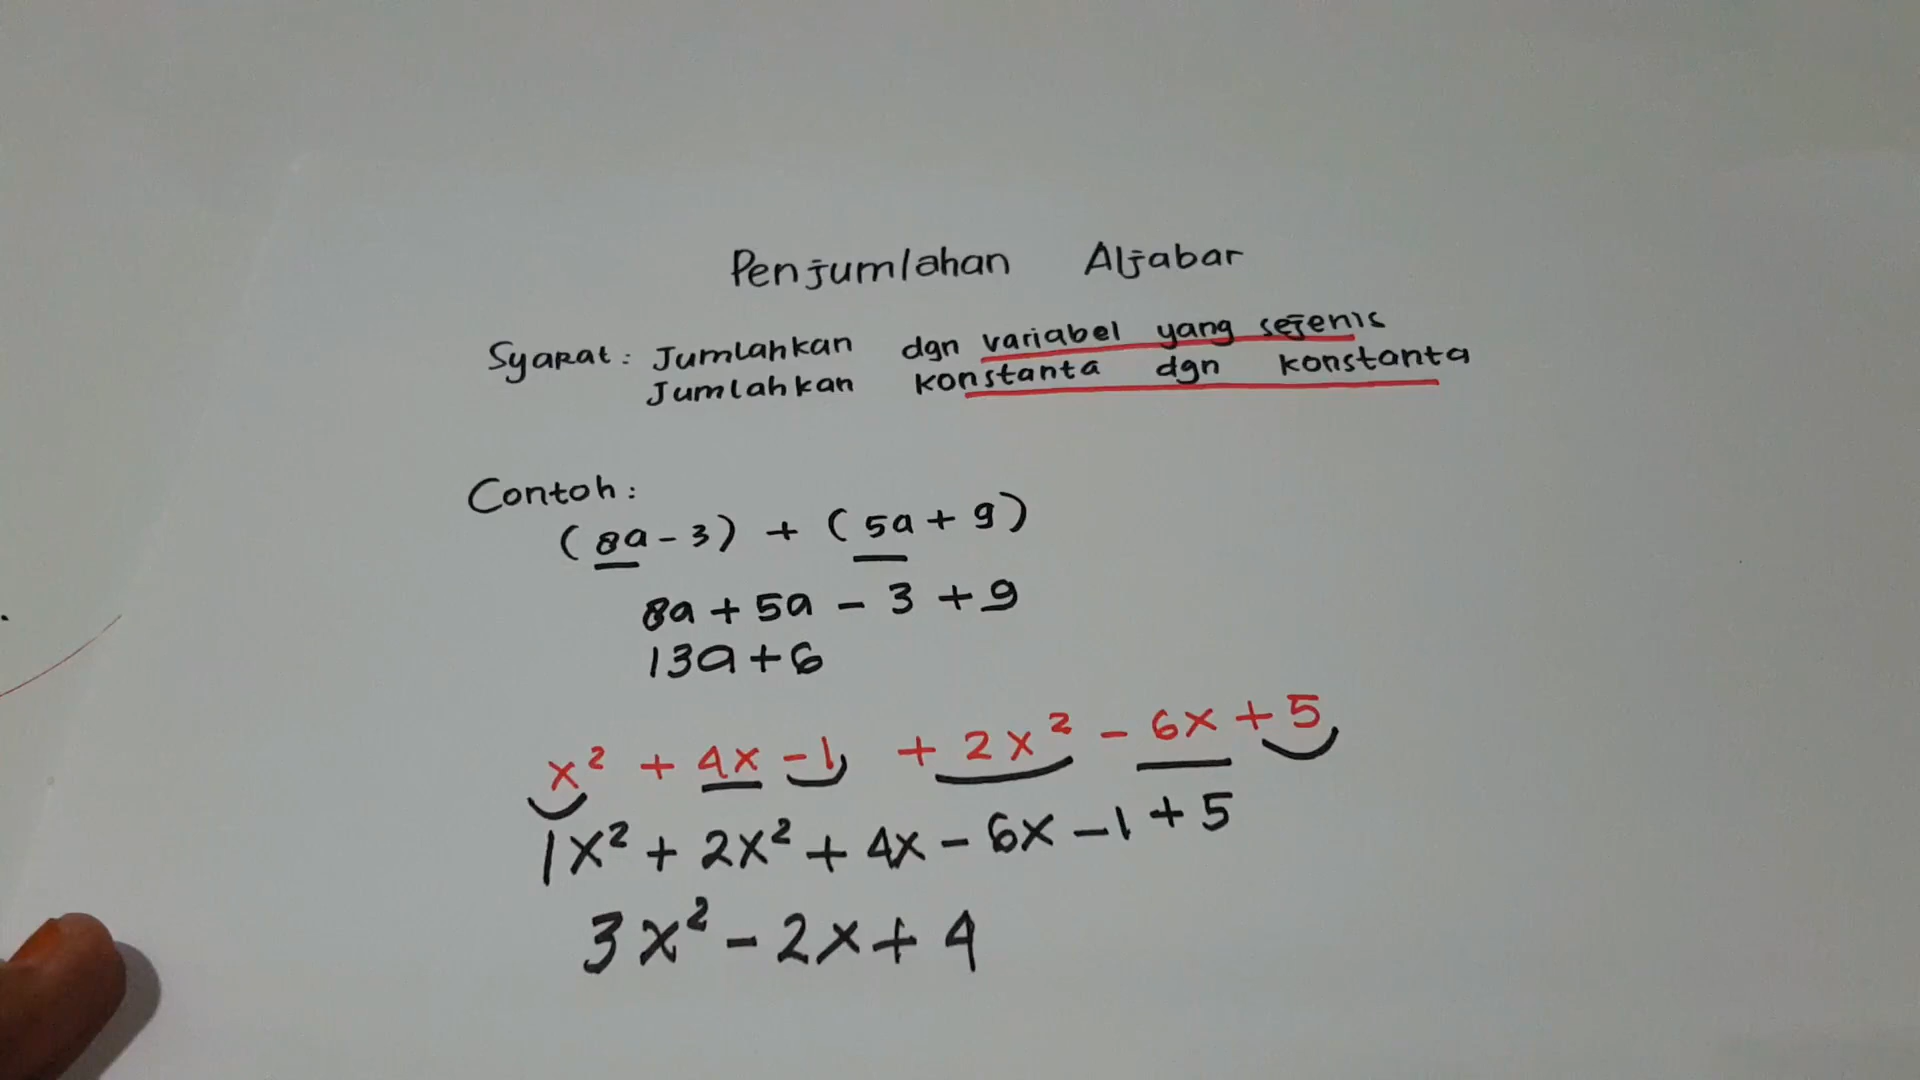 Penjumlahan Aljabar
Syarat : Jumlahkan dgn variabel yang sejenis
Jumlahkan konstanta dgn konstanta
Contoh :
(8a - 3) + (5a + 9)
8a + 5a - 3 + 9
13a + 6
x² + 4x - 1 + 2x² - 6x + 5
1x² + 2x² + 4x - 6x - 1 + 5
3x² - 2x + 4